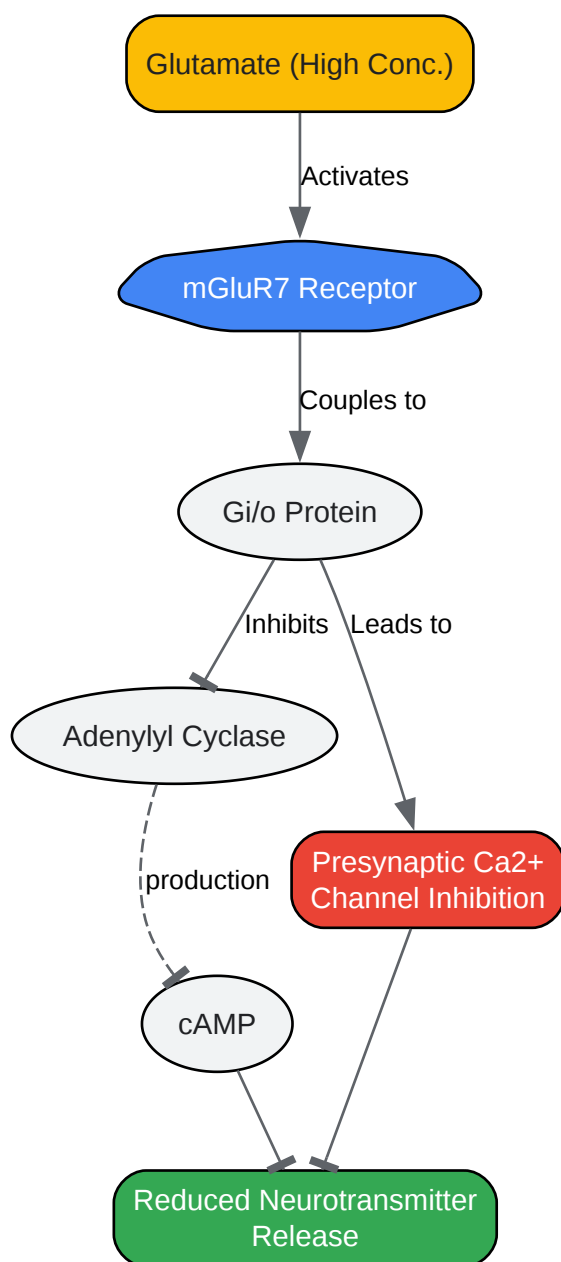 Glutamate (High Conc.)
Activates
mGluR7 Receptor
Couples to
Gi/o Protein
Inhibits
Leads to
Adenylyl Cyclase
production
Presynaptic Ca2+
Channel Inhibition
cAMP
Reduced Neurotransmitter
Release